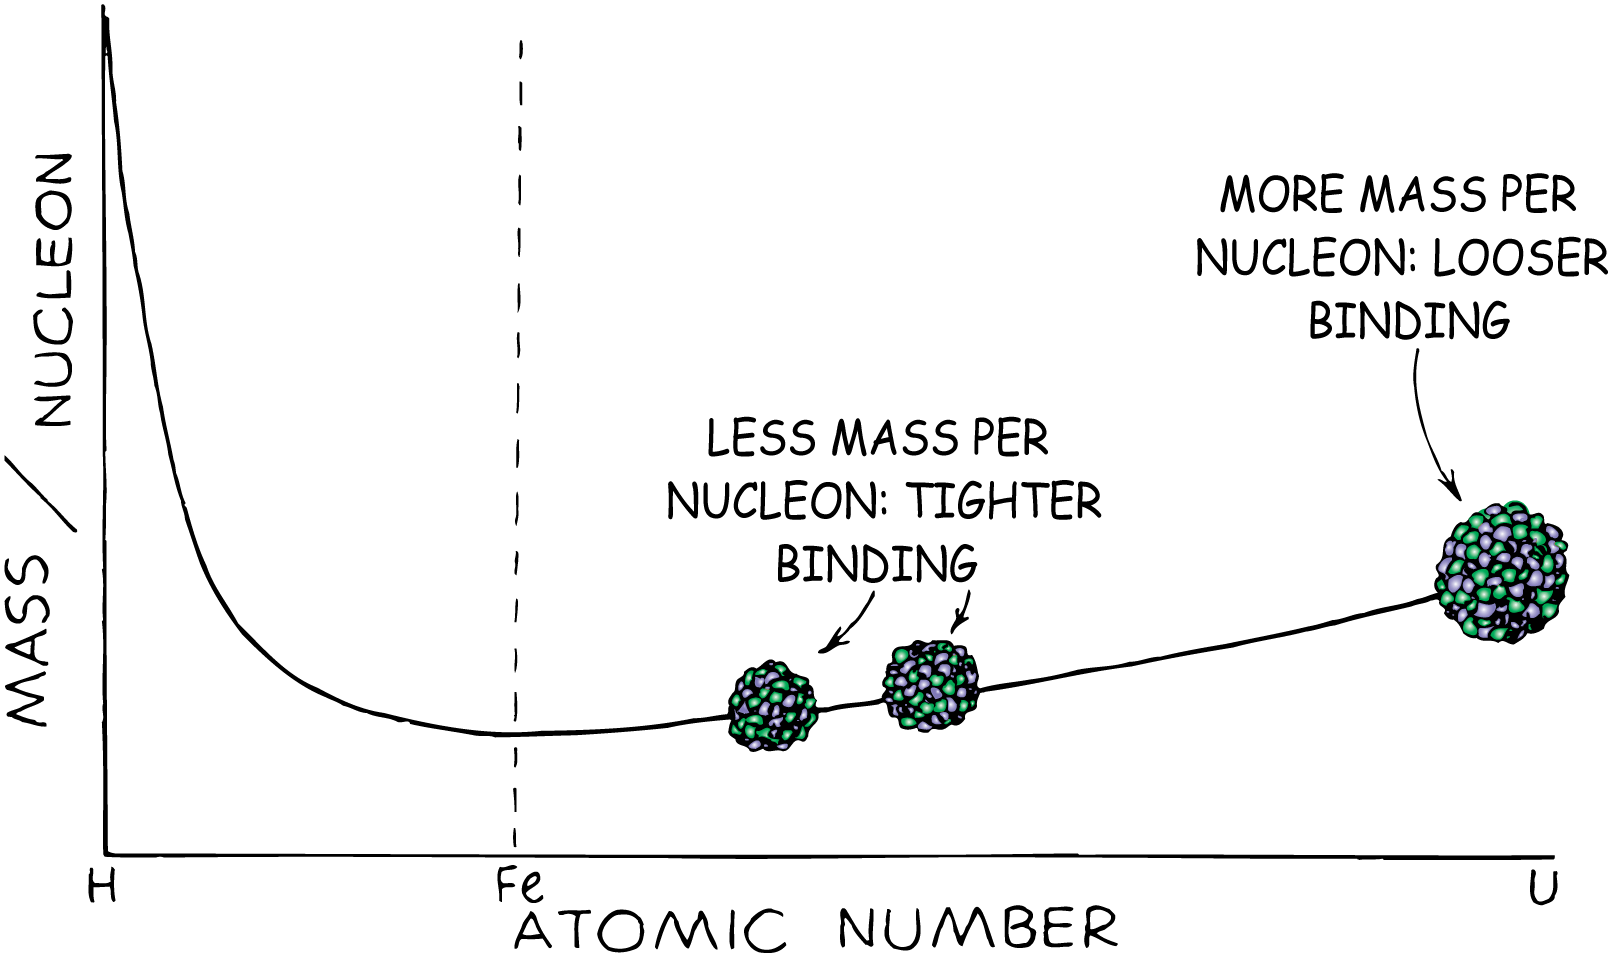 MASS / NUCLEON
MORE MASS PER
NUCLEON: LOOSER
BINDING
LESS MASS PER
NUCLEON: TIGHTER
BINDING
H
Fe
U
ATOMIC NUMBER